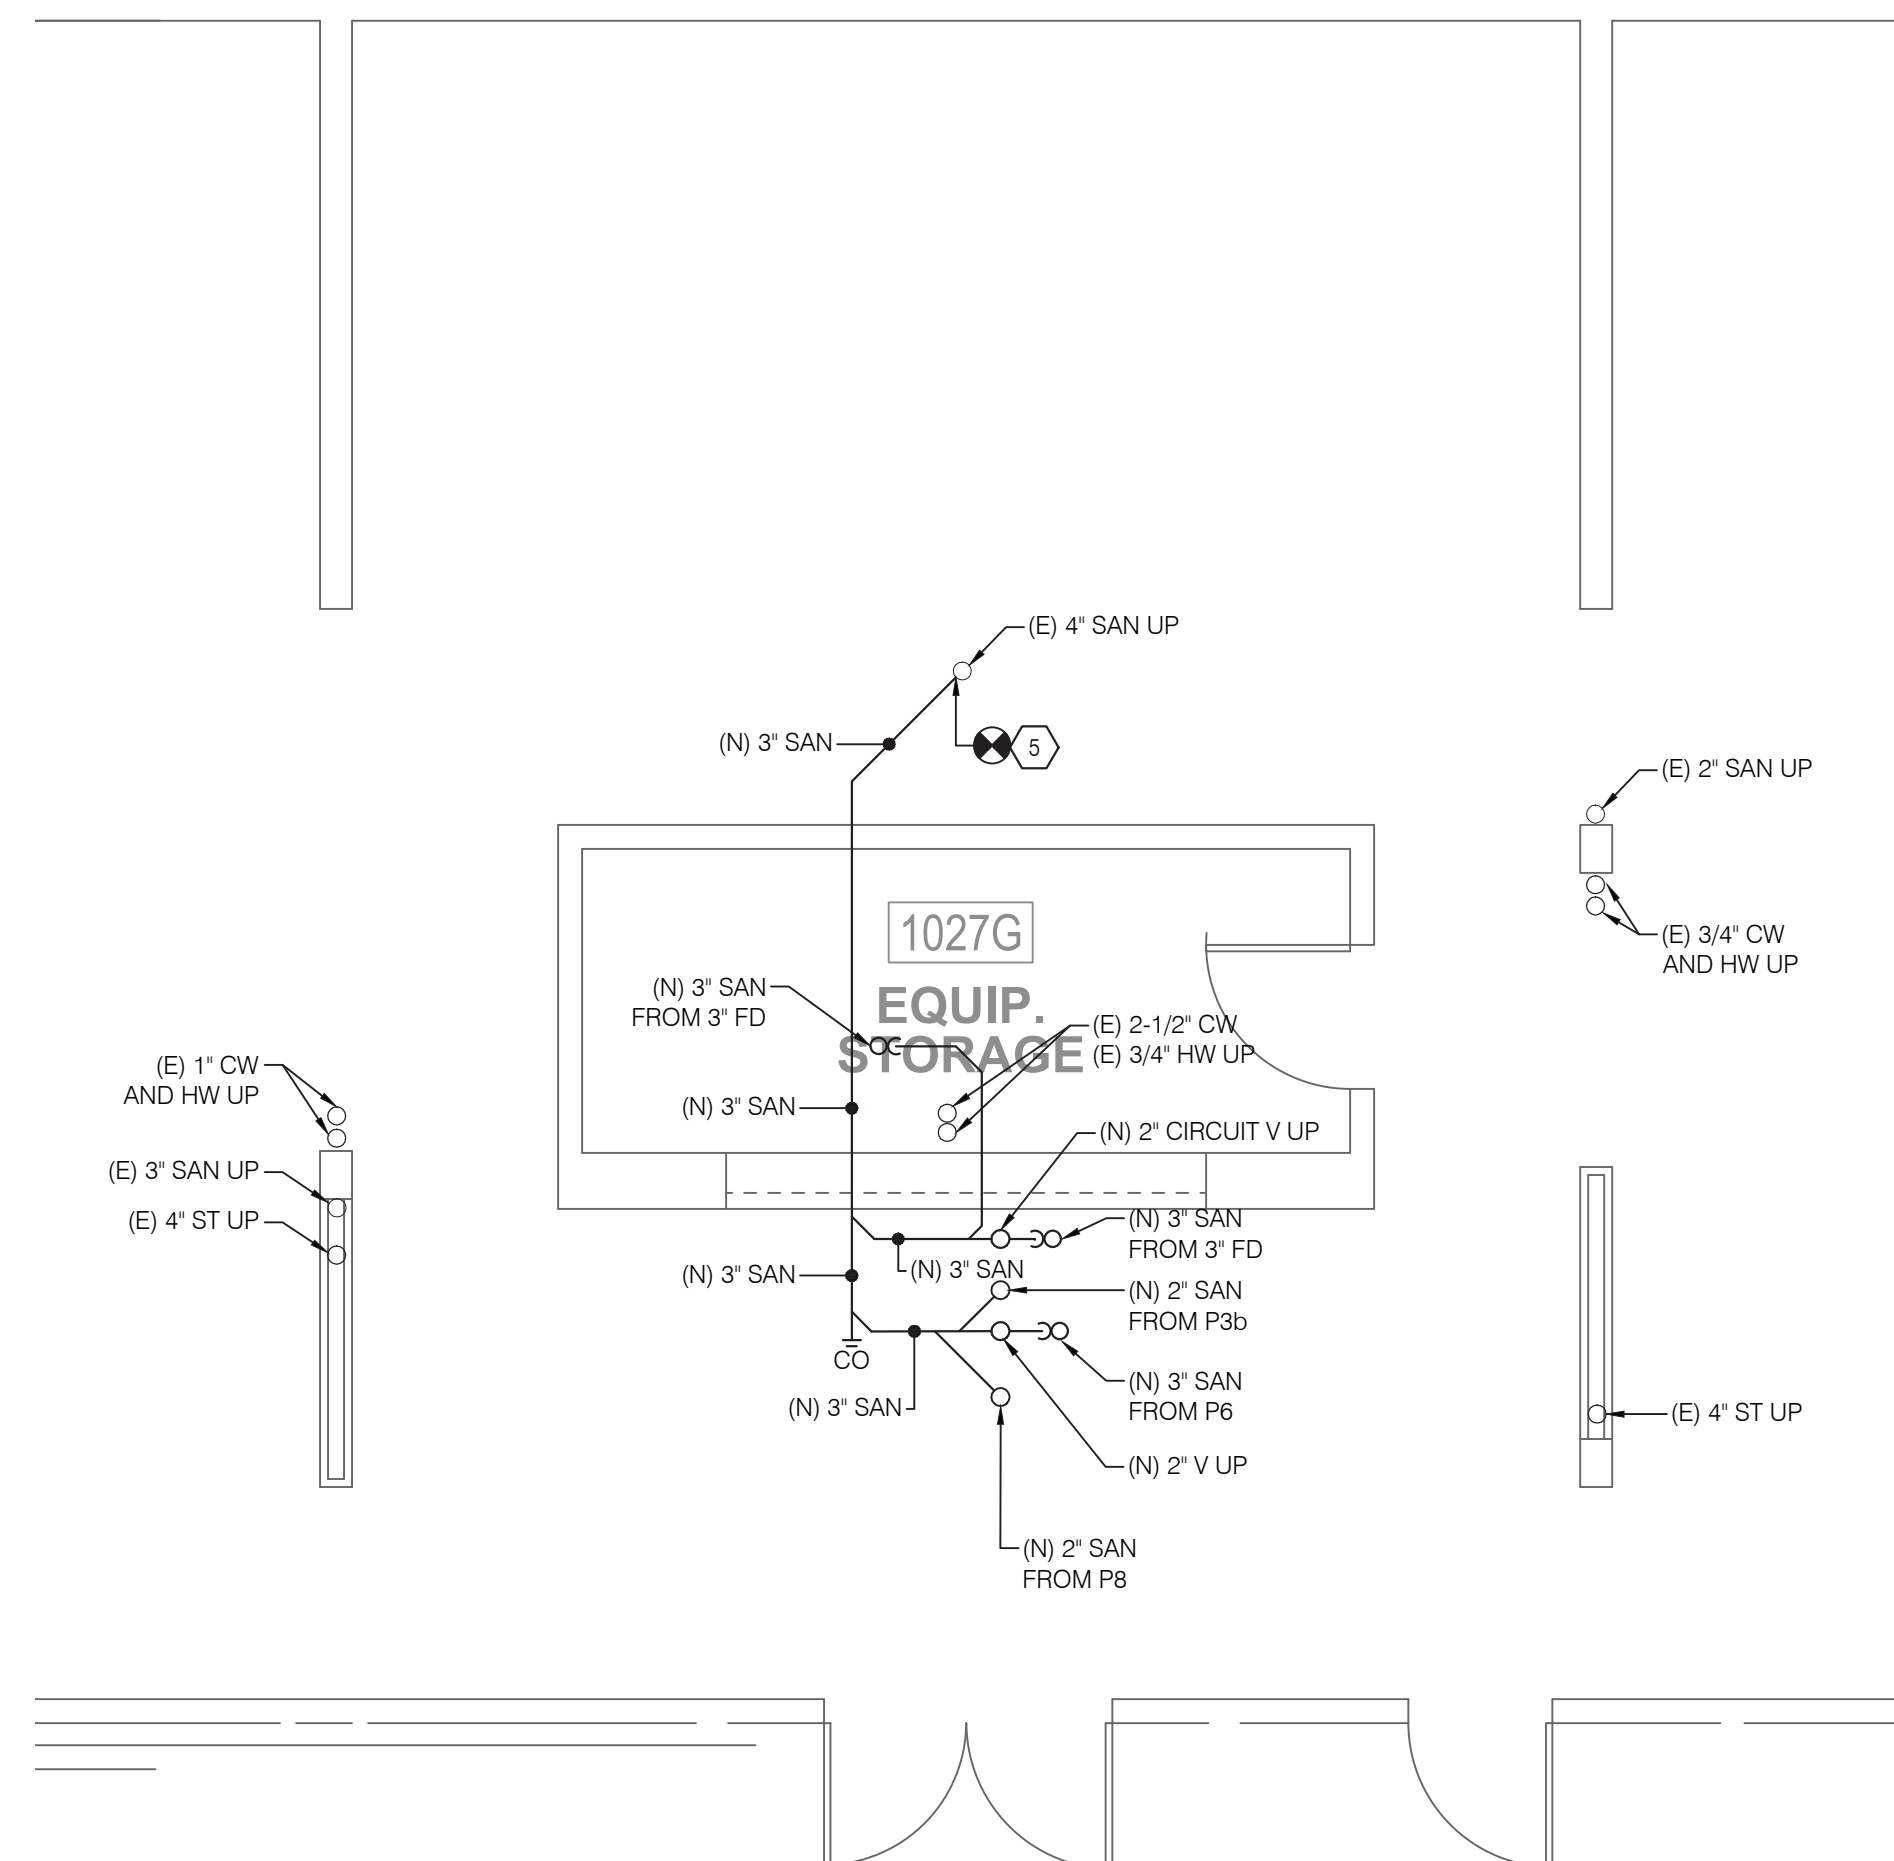 (E) 4" SAN UP
(N) 3" SAN
5
(E) 2" SAN UP
1027G
(E) 3/4" CW
AND HW UP
(N) 3" SAN
FROM 3" FD
EQUIP.
STORAGE
(E) 2-1/2" CW
(E) 3/4" HW UP
(E) 1" CW
AND HW UP
(N) 3" SAN
(N) 2" CIRCUIT V UP
(E) 3" SAN UP
(E) 4" ST UP
(N) 3" SAN
FROM 3" FD
(N) 3" SAN
(N) 3" SAN
(N) 2" SAN
FROM P3b
CO
(N) 3" SAN
FROM P6
(N) 3" SAN
(E) 4" ST UP
(N) 2" V UP
(N) 2" SAN
FROM P8